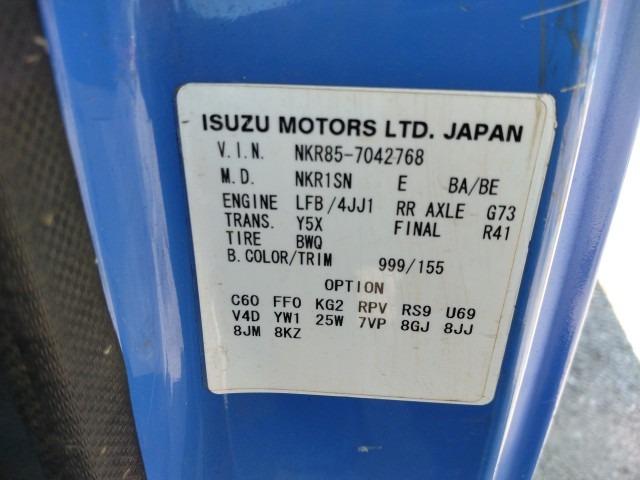 ISUZU MOTORS LTD. JAPAN
V.I.N. NKR85-7042768
M.D. NKR1SN E BA/BE
ENGINE LFB/4JJ1 RR AXLE G73
TRANS. Y5X FINAL R41
TIRE BWQ
B.COLOR/TRIM 999/155
OPTION
C60 FF0 KG2 RPV RS9 U69
V4D YW1 25W 7VP 8GJ 8JJ
8JM 8KZ